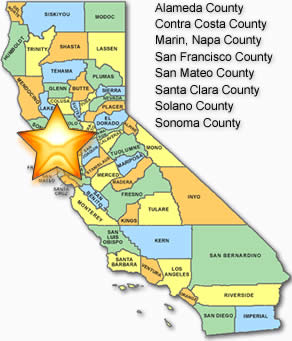 Alameda County
Contra Costa County
Marin, Napa County
San Francisco County
San Mateo County
Santa Clara County
Solano County
Sonoma County
SISKIYOU
MODOC
HUMBOLDT
TRINITY
SHASTA
LASSEN
TEHAMA
PLUMAS
MENDOCINO
GLENN
BUTTE
SIERRA
COLUSA
NEVADA
LAKE
PLACER
EL DORADO
CALAVERAS
TUOLUMNE
MONO
MARIPOSA
SAN MATEO
SANTA CRUZ
MERCED
MADERA
SAN BENITO
FRESNO
MONTEREY
INYO
KINGS
TULARE
SAN LUIS OBISPO
KERN
SAN BERNARDINO
SANTA BARBARA
VENTURA
LOS ANGELES
ORANGE
RIVERSIDE
SAN DIEGO
IMPERIAL